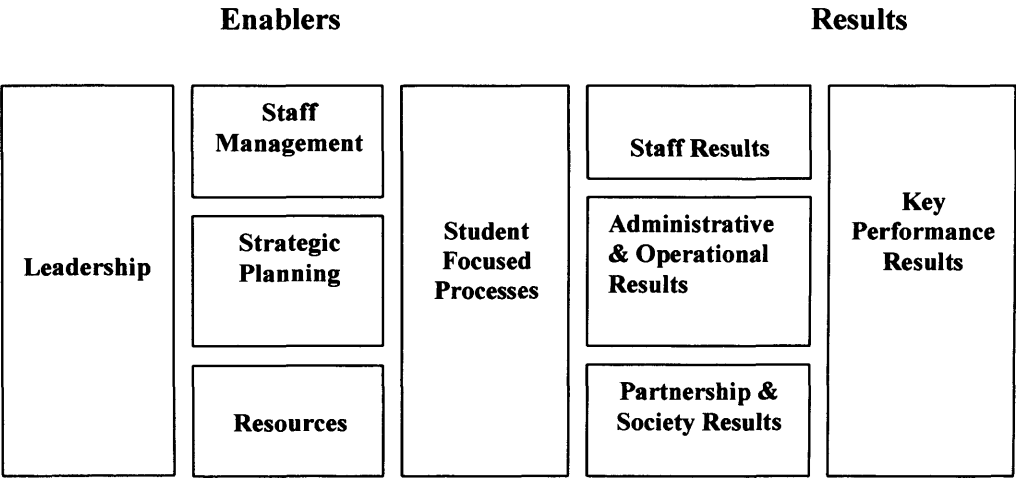 Enablers
Results
Leadership
Staff
Management
Strategic
Planning
Resources
Student
Focused
Processes
Staff Results
Administrative
& Operational
Results
Partnership &
Society Results
Key
Performance
Results